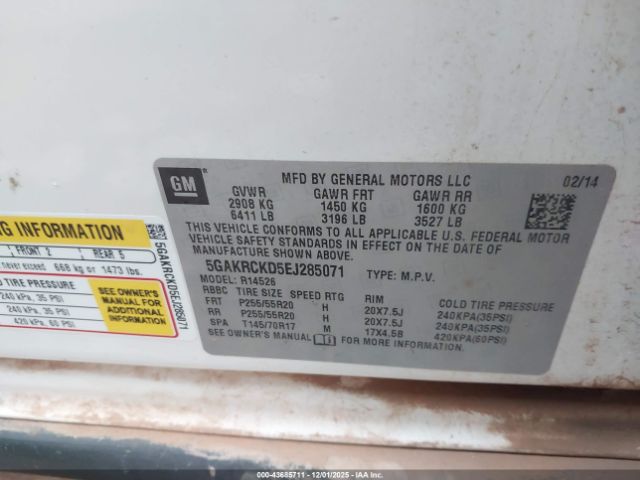 GM
MFD BY GENERAL MOTORS LLC
02/14
GVWR GAWR FRT GAWR RR
2908 KG 1450 KG 1600 KG
6411 LB 3196 LB 3527 LB
THIS VEHICLE CONFORMS TO ALL APPLICABLE U.S. FEDERAL MOTOR
VEHICLE SAFETY STANDARDS IN EFFECT ON THE DATE OF
MANUFACTURE SHOWN ABOVE.
5GAKRCKD5EJ285071 TYPE: M.P.V.
MODEL: R14526
BBBC TIRE SIZE SPEED RTG RIM COLD TIRE PRESSURE
FRT P255/55R20 H 20X7.5J 240KPA(35PSI)
RR P255/55R20 H 20X7.5J 240KPA(35PSI)
SPA T145/70R17 M 17X4.5B 420KPA(60PSI)
SEE OWNER'S MANUAL FOR MORE INFORMATION.
NG INFORMATION
FRONT 2 REAR 5
never exceed 668 kg or 1473 lbs.
TIRE PRESSURE
240 KPA, 35 PSI
240 KPA, 35 PSI
420 KPA, 60 PSI
SEE OWNER'S
MANUAL FOR
ADDITIONAL
INFORMATION
5GAKRCKD5EJ285071
000-43685711 - 12/01/2025 - IAAI.COM